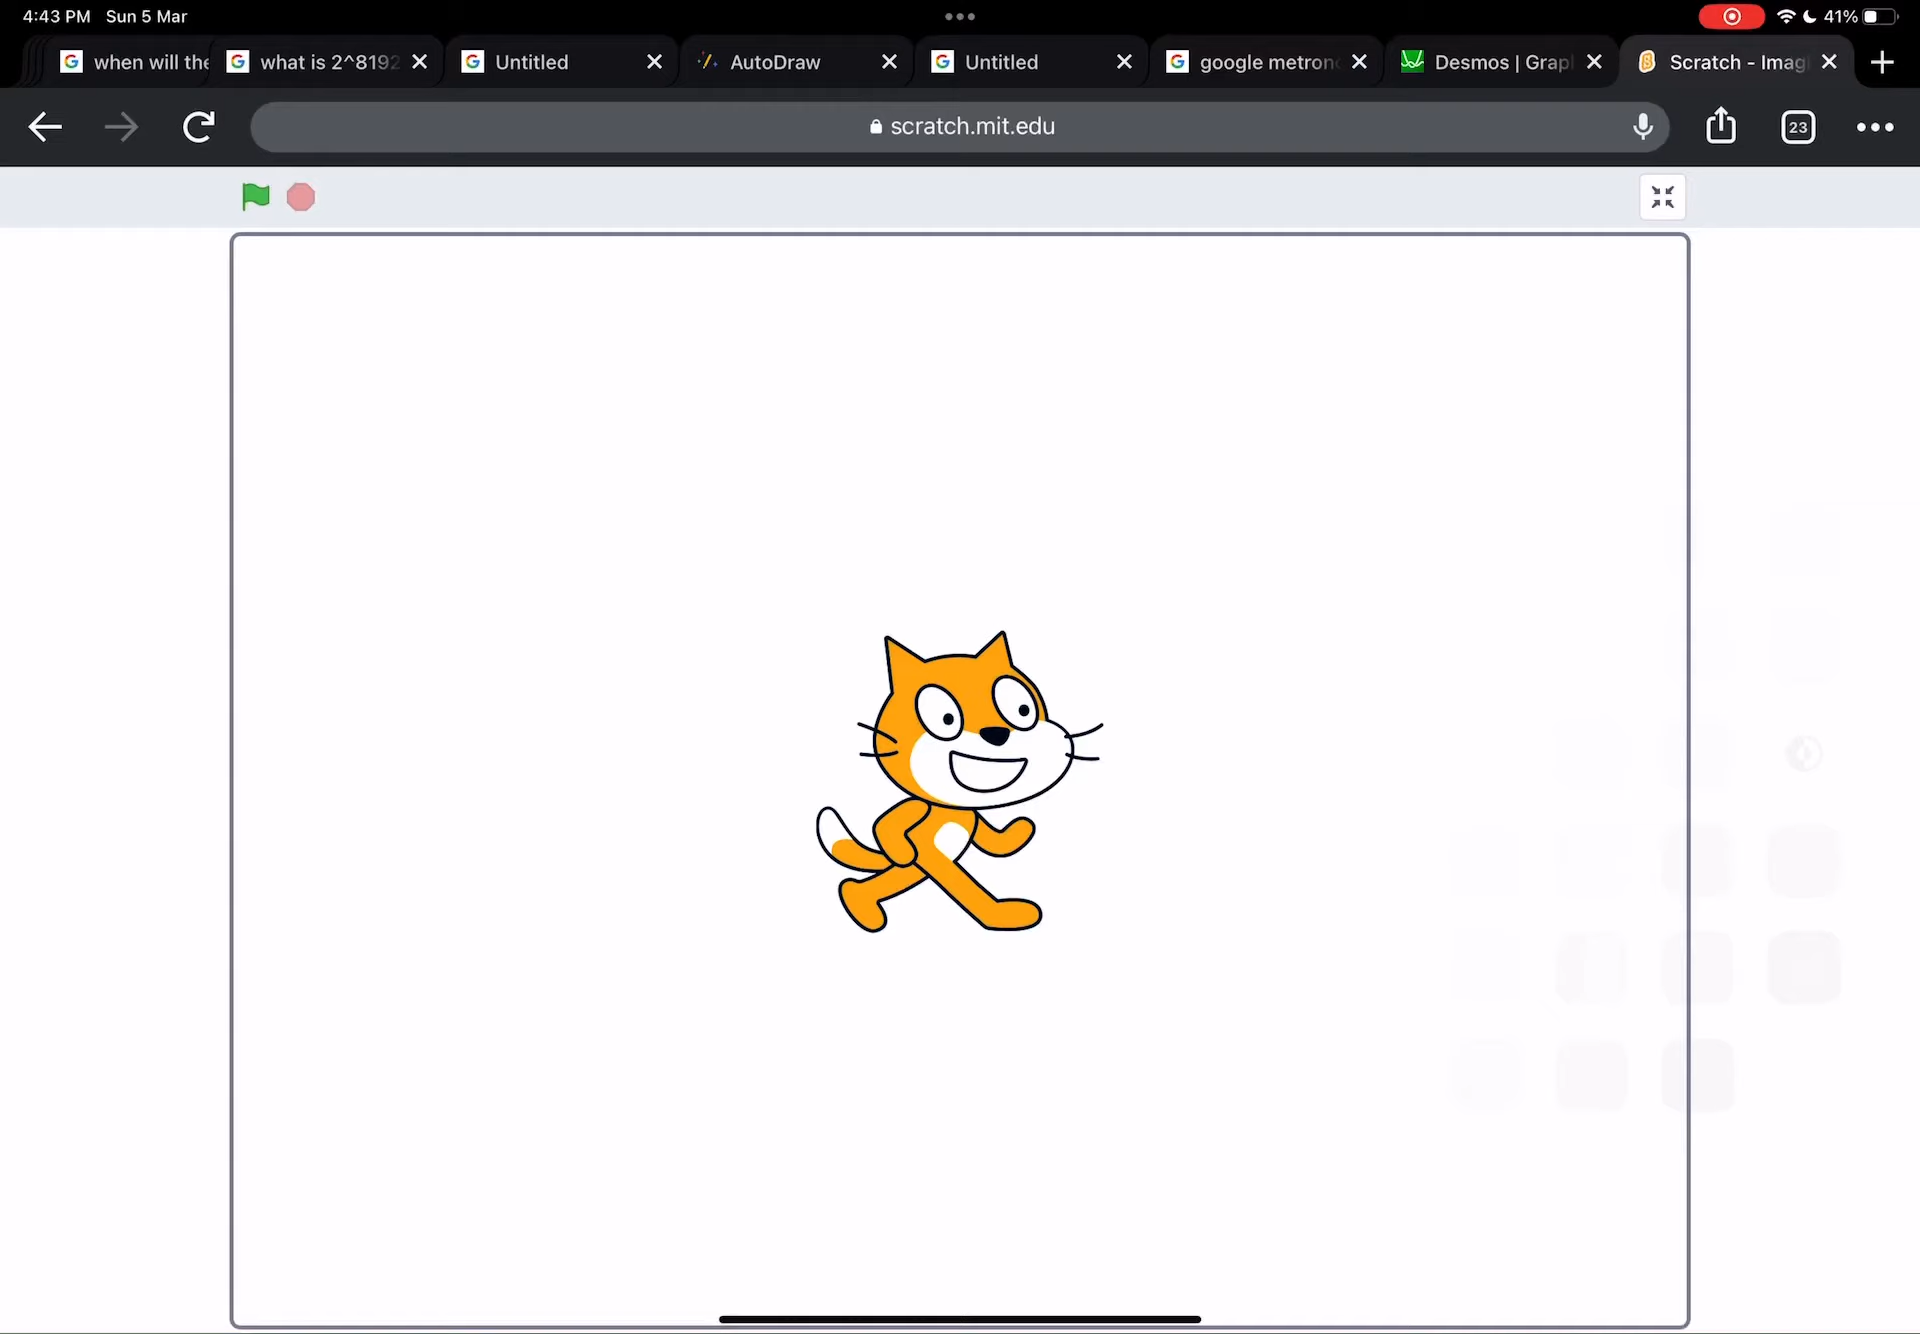 4:43 PM Sun 5 Mar
41%
when will the
what is 2^8192
Untitled
AutoDraw
Untitled
google metron
Desmos | Grap
Scratch - Imag
scratch.mit.edu
23